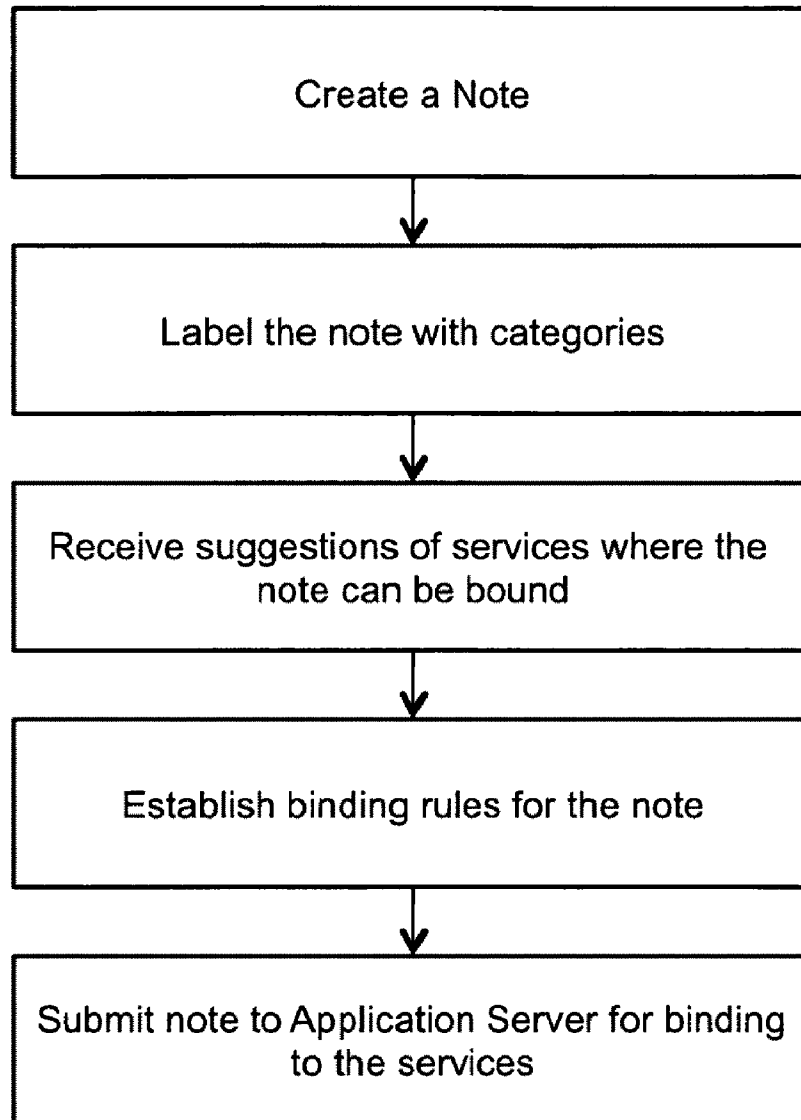 Create a Note
Label the note with categories
Receive suggestions of services where the
note can be bound
Establish binding rules for the note
Submit note to Application Server for binding
to the services